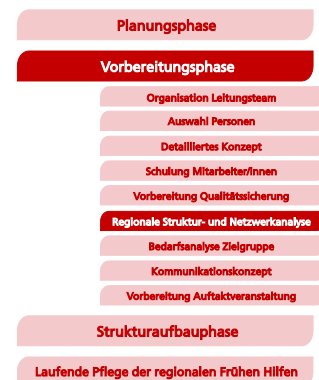 Planungsphase
Vorbereitungsphase
Organisation Leitungsteam
Auswahl Personen
Detailliertes Konzept
Schulung Mitarbeiter/innen
Vorbereitung Qualitätssicherung
Regionale Struktur- und Netzwerkanalyse
Bedarfsanalyse Zielgruppe
Kommunikationskonzept
Vorbereitung Auftaktveranstaltung
Strukturaufbauphase
Laufende Pflege der regionalen Frühen Hilfen